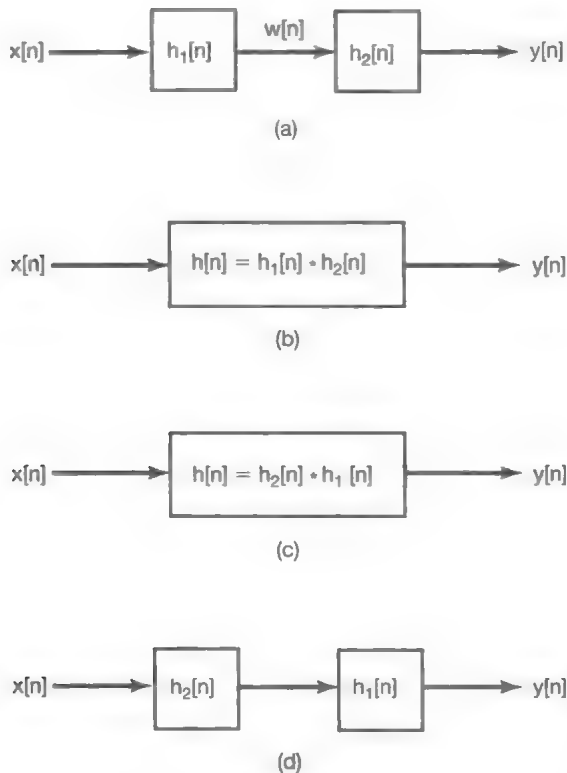 x[n] h₁[n] w[n] h₂[n] y[n]
(a)
x[n] h[n] = h₁[n] * h₂[n] y[n]
(b)
x[n] h[n] = h₂[n] * h₁ [n] y[n]
(c)
x[n] h₂[n] h₁[n] y[n]
(d)